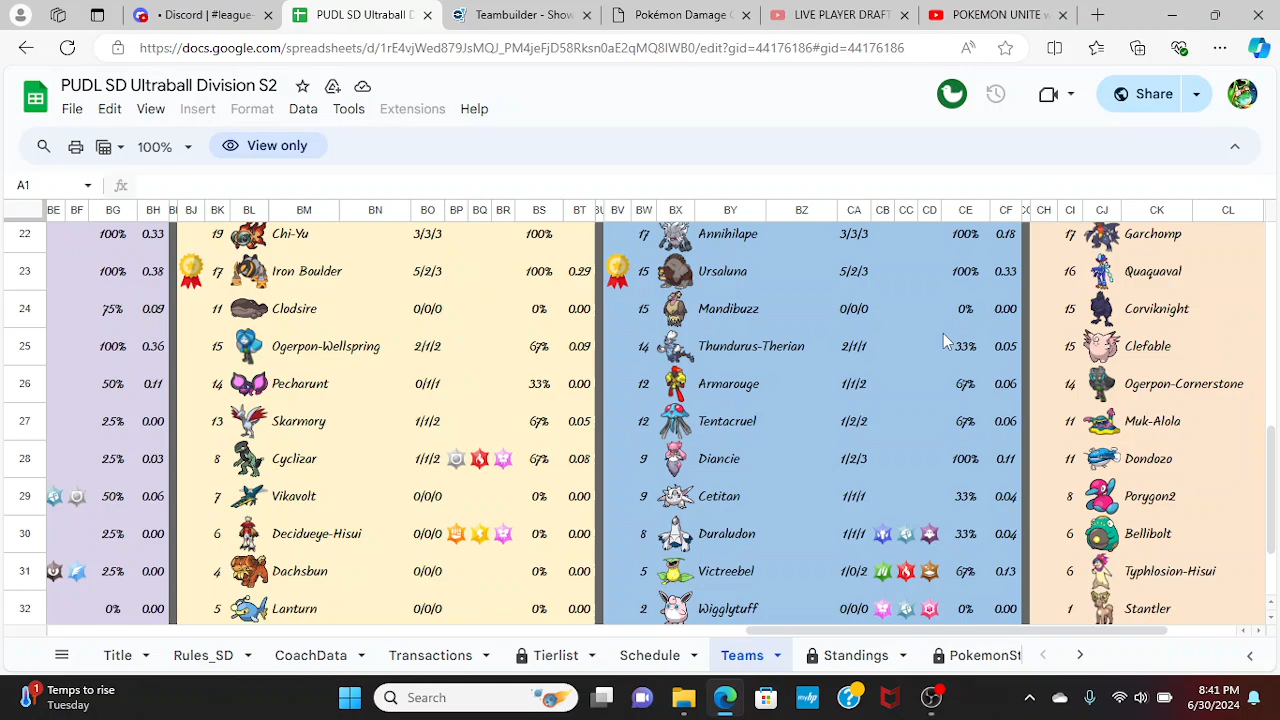 • Discord | #league
PUDL SD Ultraball D
Teambuilder - Show
Pokémon Damage C
LIVE PLAYER DRAFT
POKEMON UNITE w
https://docs.google.com/spreadsheets/d/1rE4vjWed879JsMQJ_PM4jeFjD58Rksn0aE2qMQ8IWB0/edit?gid=44176186#gid=44176186
PUDL SD Ultraball Division S2
Share
File Edit View Insert Format Data Tools Extensions Help
100% View only
A1 fx
BE BF BG BH BJ BK BL BM BN BO BP BQ BR BS BT BU BV BW BX BY BZ CA CB CC CD CE CF CH CI CJ CK CL
22 100% 0.33 19 Chi-Yu 3/3/3 100% 17 Annihilape 3/3/3 100% 0.18 17 Garchomp
23 100% 0.38 17 Iron Boulder 5/2/3 100% 0.29 15 Ursaluna 5/2/3 100% 0.33 16 Quaquaval
24 75% 0.09 11 Clodsire 0/0/0 0% 0.00 15 Mandibuzz 0/0/0 0% 0.00 15 Corviknight
25 100% 0.36 15 Ogerpon-Wellspring 2/1/2 67% 0.09 14 Thundurus-Therian 2/1/1 33% 0.05 15 Clefable
26 50% 0.11 14 Pecharunt 0/1/1 33% 0.00 12 Armarouge 1/1/2 67% 0.06 14 Ogerpon-Cornerstone
27 25% 0.00 13 Skarmory 1/1/2 67% 0.05 11 Tentacruel 1/2/2 67% 0.06 11 Muk-Alola
28 25% 0.03 8 Cyclizar 1/1/2 67% 0.08 9 Diancie 1/2/3 100% 0.11 11 Dondozo
29 50% 0.06 7 Vikavolt 0/0/0 0% 0.00 9 Cetitan 1/1/1 33% 0.04 8 Porygon2
30 25% 0.00 6 Decidueye-Hisui 0/0/0 0% 0.00 8 Duraludon 1/1/1 33% 0.04 6 Bellibolt
31 25% 0.00 4 Dachsbun 0/0/0 0% 0.00 5 Victreebel 1/0/2 67% 0.13 6 Typhlosion-Hisui
32 0% 0.00 5 Lanturn 0/0/0 0% 0.00 2 Wigglytuff 0/0/0 0% 0.00 1 Stantler
Title Rules_SD CoachData Transactions Tierlist Schedule Teams Standings PokemonSt
1 Temps to rise
Tuesday
Search
8:41 PM
6/30/2024